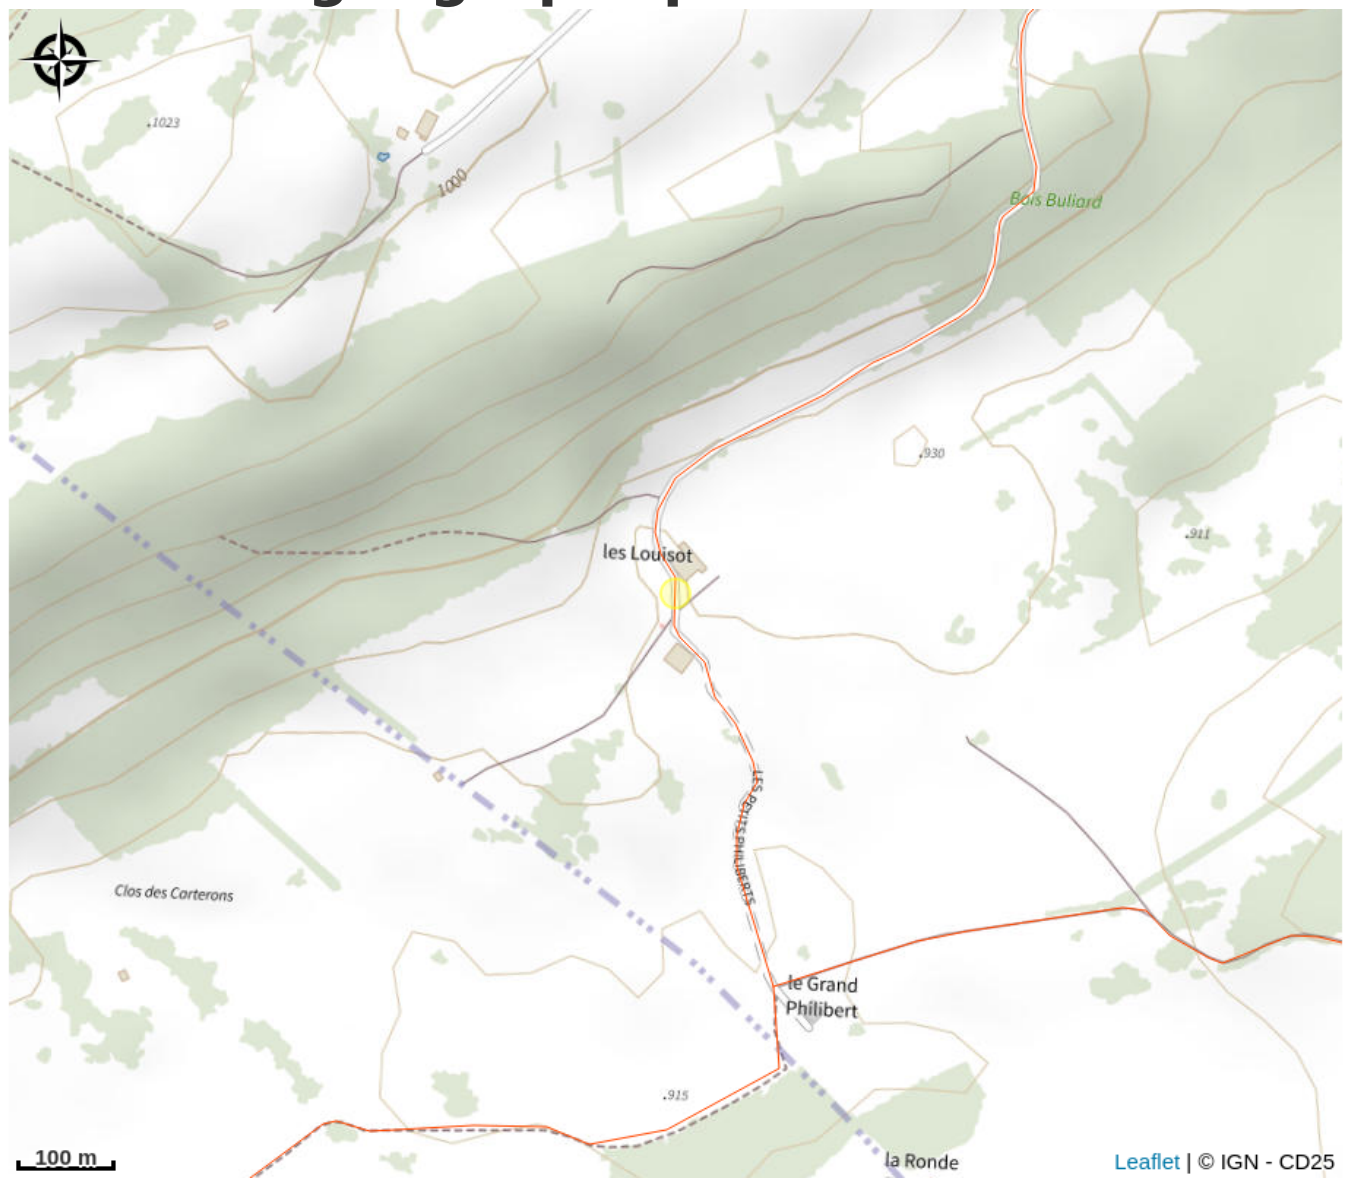 .1023
1000
Bois Buliard
.930
.911
les Louisot
LES PETITS PHILIBERTS
Clos des Carterons
le Grand
Philibert
.915
la Ronde
100 m
Leaflet | © IGN - CD25